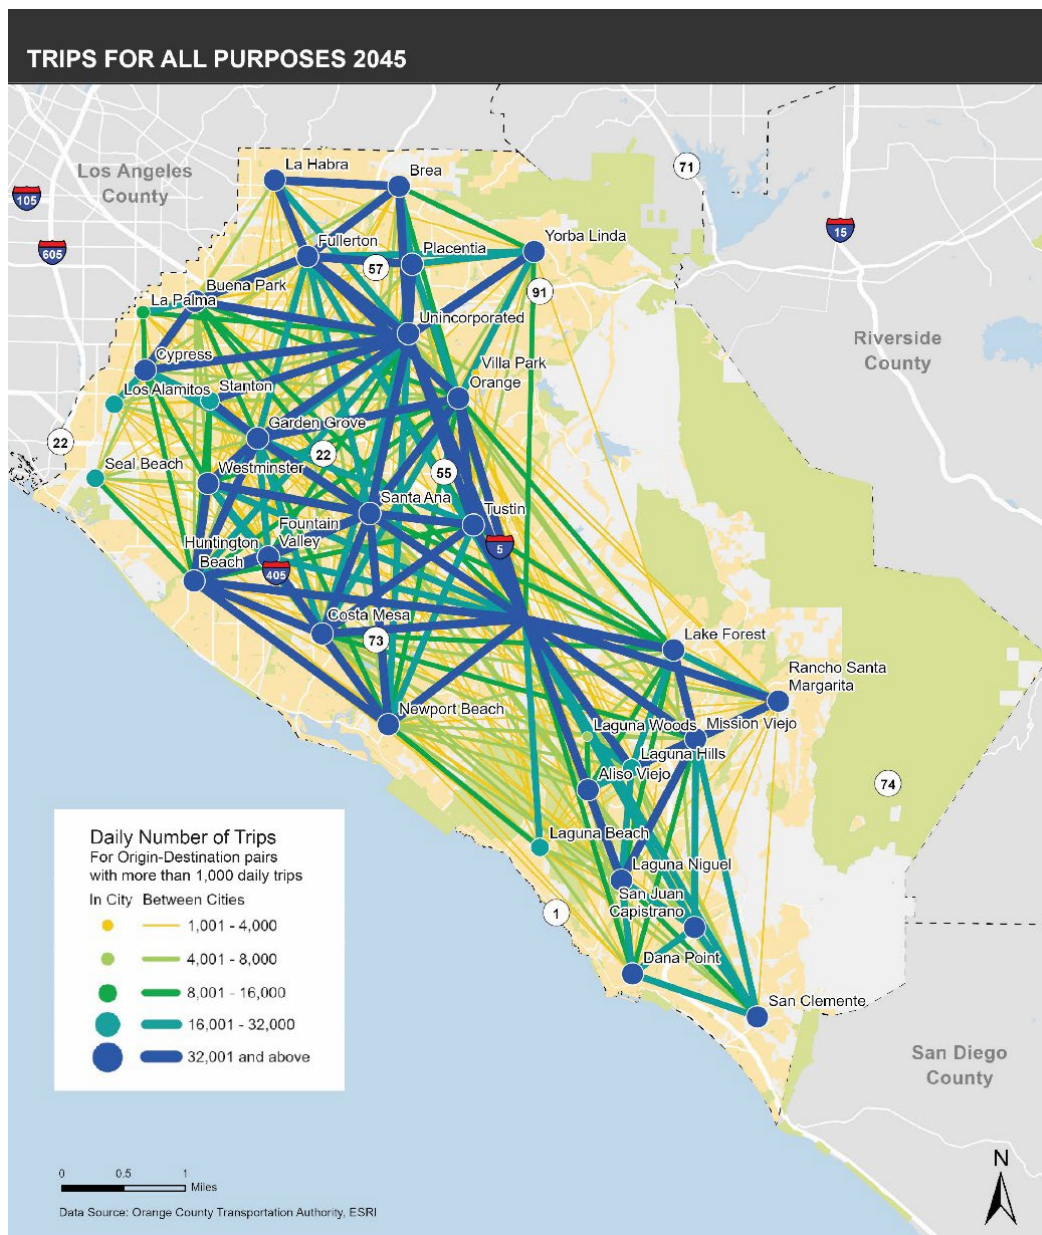 TRIPS FOR ALL PURPOSES 2045
Los Angeles
County
La Habra
Brea
71
105
15
605
Fullerton
Placentia
Yorba Linda
57
Buena Park
91
La Palma
Unincorporated
Riverside
County
Cypress
Villa Park
Los Alamitos
Stanton
Orange
Garden Grove
22
22
Seal Beach
Westminster
55
Santa Ana
Tustin
Fountain
Valley
Huntington
Beach
5
405
Costa Mesa
73
Lake Forest
Rancho Santa
Margarita
Newport Beach
Laguna Woods
Mission Viejo
Laguna Hills
Aliso Viejo
74
Laguna Beach
Laguna Niguel
San Juan
Capistrano
1
Dana Point
San Clemente
San Diego
County
Daily Number of Trips
For Origin-Destination pairs
with more than 1,000 daily trips
In City Between Cities
1,001 - 4,000
4,001 - 8,000
8,001 - 16,000
16,001 - 32,000
32,001 and above
N
0 0.5 1
Miles
Data Source: Orange County Transportation Authority, ESRI